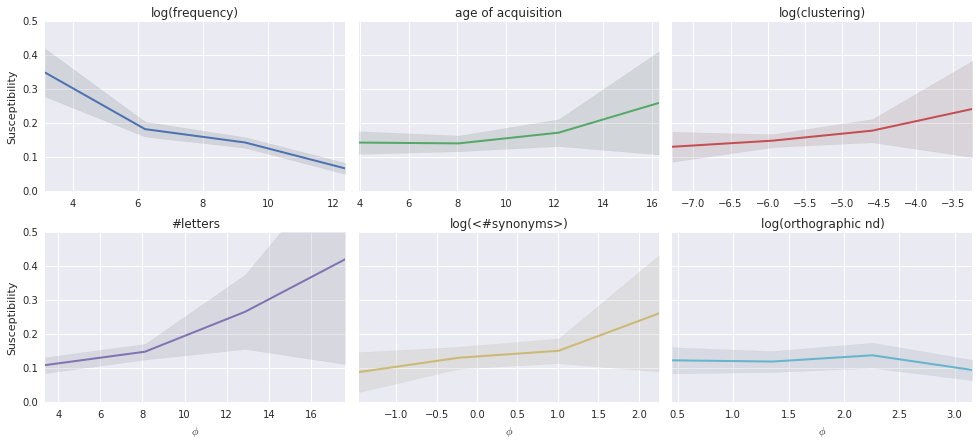 log(frequency)
age of acquisition
log(clustering)
Susceptibility
0.5
0.4
0.3
0.2
0.1
0.0
4 6 8 10 12
4 6 8 10 12 14 16
−7.0 −6.5 −6.0 −5.5 −5.0 −4.5 −4.0 −3.5
#letters
log(<#synonyms>)
log(orthographic nd)
Susceptibility
0.5
0.4
0.3
0.2
0.1
0.0
4 6 8 10 12 14 16
−1.0 −0.5 0.0 0.5 1.0 1.5 2.0
0.5 1.0 1.5 2.0 2.5 3.0
ϕ
ϕ
ϕ